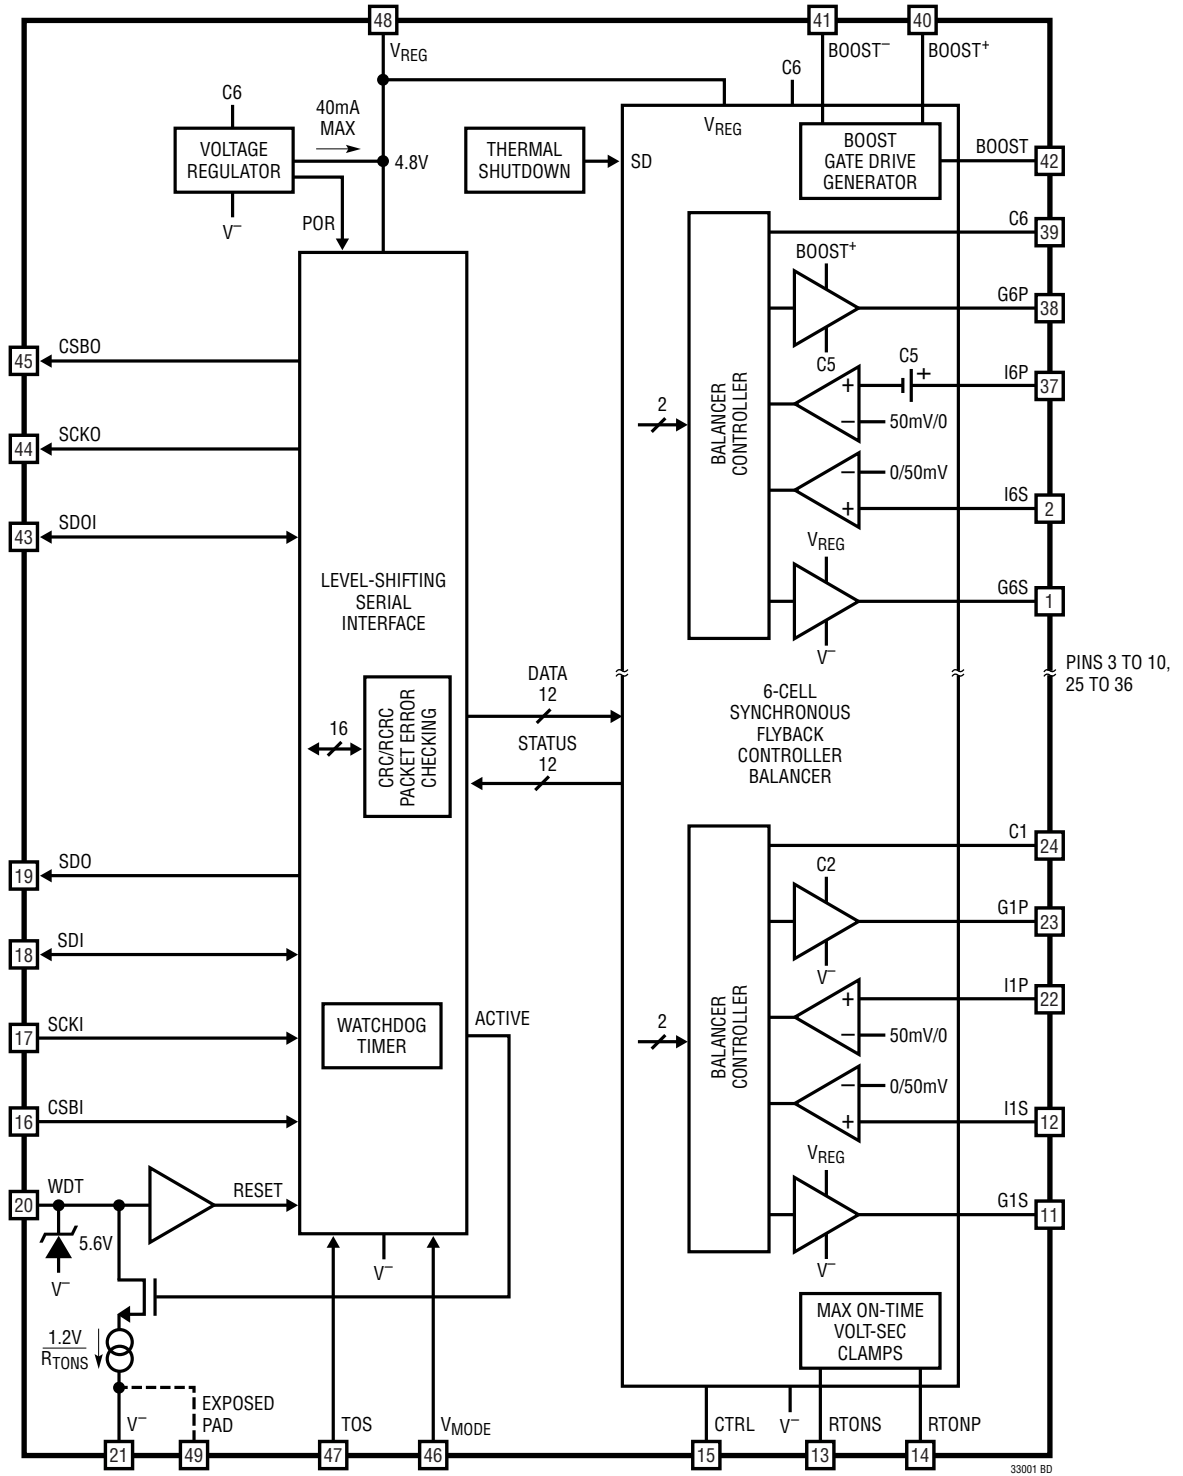 48
41
40
VREG
BOOST–
BOOST+
C6
C6
40mA
MAX
VREG
VOLTAGE
REGULATOR
4.8V
THERMAL
SHUTDOWN
SD
BOOST
GATE DRIVE
GENERATOR
BOOST
42
V–
POR
C6
39
BOOST+
G6P
38
CSBO
45
C5
C5
+
I6P
37
+
–
50mV/0
2
BALANCER
CONTROLLER
SCKO
44
–
0/50mV
+
I6S
2
SDOI
43
VREG
LEVEL-SHIFTING
SERIAL
INTERFACE
G6S
1
V–
PINS 3 TO 10,
25 TO 36
DATA
12
6-CELL
SYNCHRONOUS
FLYBACK
CONTROLLER
BALANCER
16
CRC/RCRC
PACKET ERROR
CHECKING
STATUS
12
C1
24
SDO
19
C2
G1P
23
SDI
18
V–
I1P
22
+
–
50mV/0
2
BALANCER
CONTROLLER
SCKI
17
WATCHDOG
TIMER
ACTIVE
–
0/50mV
+
I1S
12
CSBI
16
VREG
WDT
20
RESET
G1S
11
5.6V
V–
V–
V–
MAX ON-TIME
VOLT-SEC
CLAMPS
1.2V
RTONS
EXPOSED
PAD
V–
TOS
VMODE
CTRL
V–
RTONS
RTONP
21
49
47
46
15
13
14
33001 BD